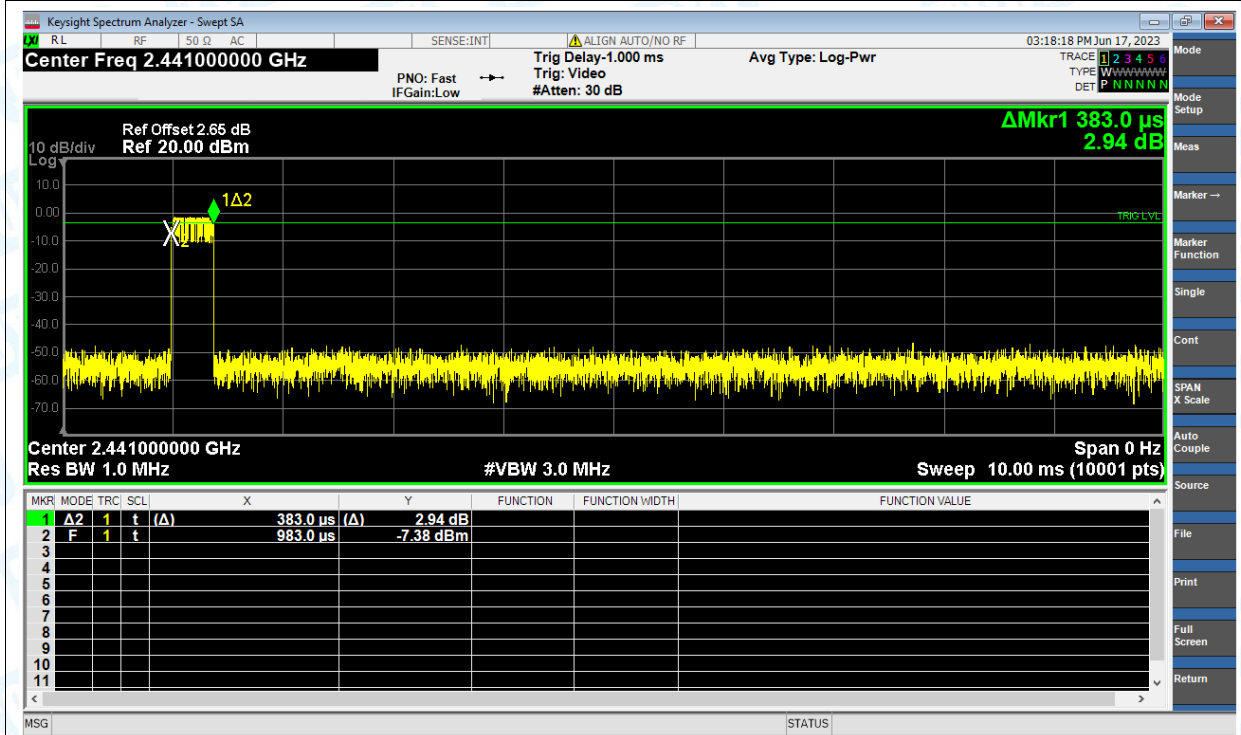 Keysight Spectrum Analyzer - Swept SA
LXI RL RF 50 Ω AC SENSE:INT ALIGN AUTO/NO RF 03:18:18 PM Jun 17, 2023
Center Freq 2.441000000 GHz
PNO: Fast
IFGain:Low
Trig Delay-1.000 ms
Trig: Video
#Atten: 30 dB
Avg Type: Log-Pwr
TRACE 1 2 3 4 5 6
TYPE WWWWWW
DET P N N N N N
ΔMkr1 383.0 µs
2.94 dB
Ref Offset 2.65 dB
10 dB/div Ref 20.00 dBm
Log
10.0
0.00
-10.0
-20.0
-30.0
-40.0
-50.0
-60.0
-70.0
1Δ2
X2
TRIG LVL
Center 2.441000000 GHz Span 0 Hz
Res BW 1.0 MHz #VBW 3.0 MHz Sweep 10.00 ms (10001 pts)
MKR MODE TRC SCL X Y FUNCTION FUNCTION WIDTH FUNCTION VALUE
1 Δ2 1 t (Δ) 383.0 µs (Δ) 2.94 dB
2 F 1 t 983.0 µs -7.38 dBm
3
4
5
6
7
8
9
10
11
MSG STATUS
Mode
Mode Setup
Meas
Marker →
Marker Function
Single
Cont
SPAN X Scale
Auto Couple
Source
File
Print
Full Screen
Return